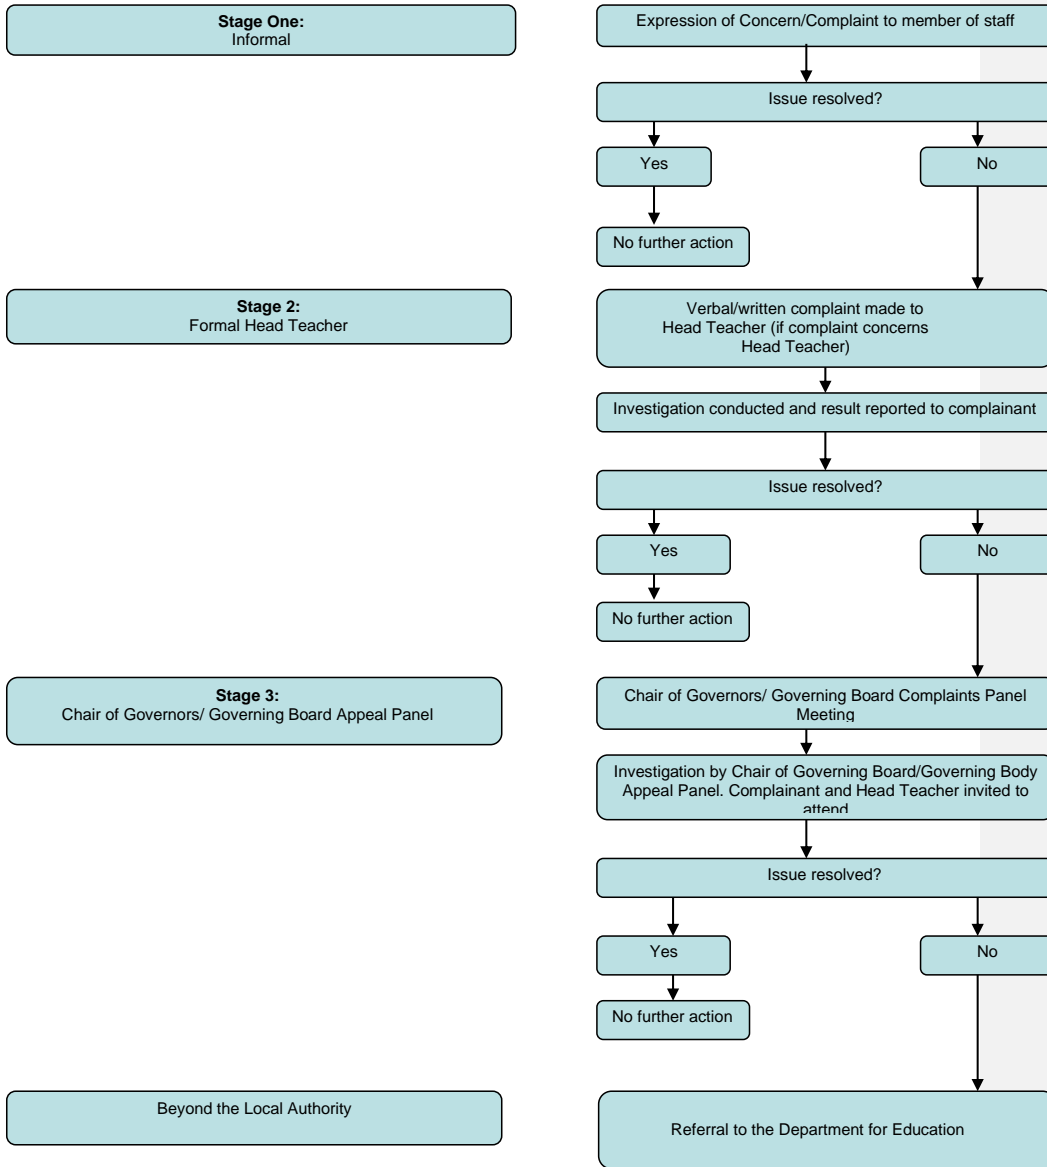 Stage One:
Informal
Expression of Concern/Complaint to member of staff
Issue resolved?
Yes
No
No further action
Stage 2:
Formal Head Teacher
Verbal/written complaint made to
Head Teacher (if complaint concerns
Head Teacher)
Investigation conducted and result reported to complainant
Issue resolved?
Yes
No
No further action
Stage 3:
Chair of Governors/ Governing Board Appeal Panel
Chair of Governors/ Governing Board Complaints Panel
Meeting
Investigation by Chair of Governing Board/Governing Body
Appeal Panel. Complainant and Head Teacher invited to
attend
Issue resolved?
Yes
No
No further action
Beyond the Local Authority
Referral to the Department for Education